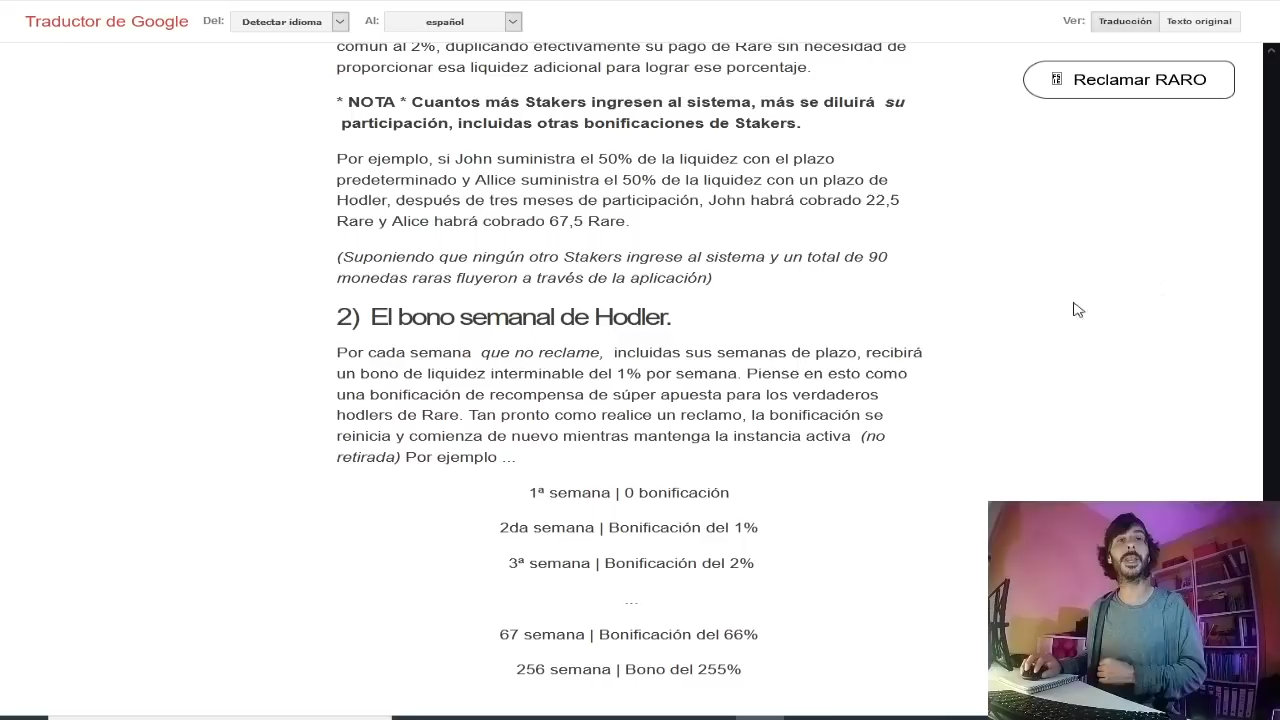 Traductor de Google Del: Detectar idioma Al: español Ver: Traducción Texto original
común al 2%, duplicando efectivamente su pago de Rare sin necesidad de
proporcionar esa liquidez adicional para lograr ese porcentaje.
Reclamar RARO
* NOTA * Cuantos más Stakers ingresen al sistema, más se diluirá su
participación, incluidas otras bonificaciones de Stakers.
Por ejemplo, si John suministra el 50% de la liquidez con el plazo
predeterminado y Allice suministra el 50% de la liquidez con un plazo de
Hodler, después de tres meses de participación, John habrá cobrado 22,5
Rare y Alice habrá cobrado 67,5 Rare.
(Suponiendo que ningún otro Stakers ingrese al sistema y un total de 90
monedas raras fluyeron a través de la aplicación)
2) El bono semanal de Hodler.
Por cada semana que no reclame, incluidas sus semanas de plazo, recibirá
un bono de liquidez interminable del 1% por semana. Piense en esto como
una bonificación de recompensa de súper apuesta para los verdaderos
hodlers de Rare. Tan pronto como realice un reclamo, la bonificación se
reinicia y comienza de nuevo mientras mantenga la instancia activa (no
retirada) Por ejemplo ...
1ª semana | 0 bonificación
2da semana | Bonificación del 1%
3ª semana | Bonificación del 2%
...
67 semana | Bonificación del 66%
256 semana | Bono del 255%